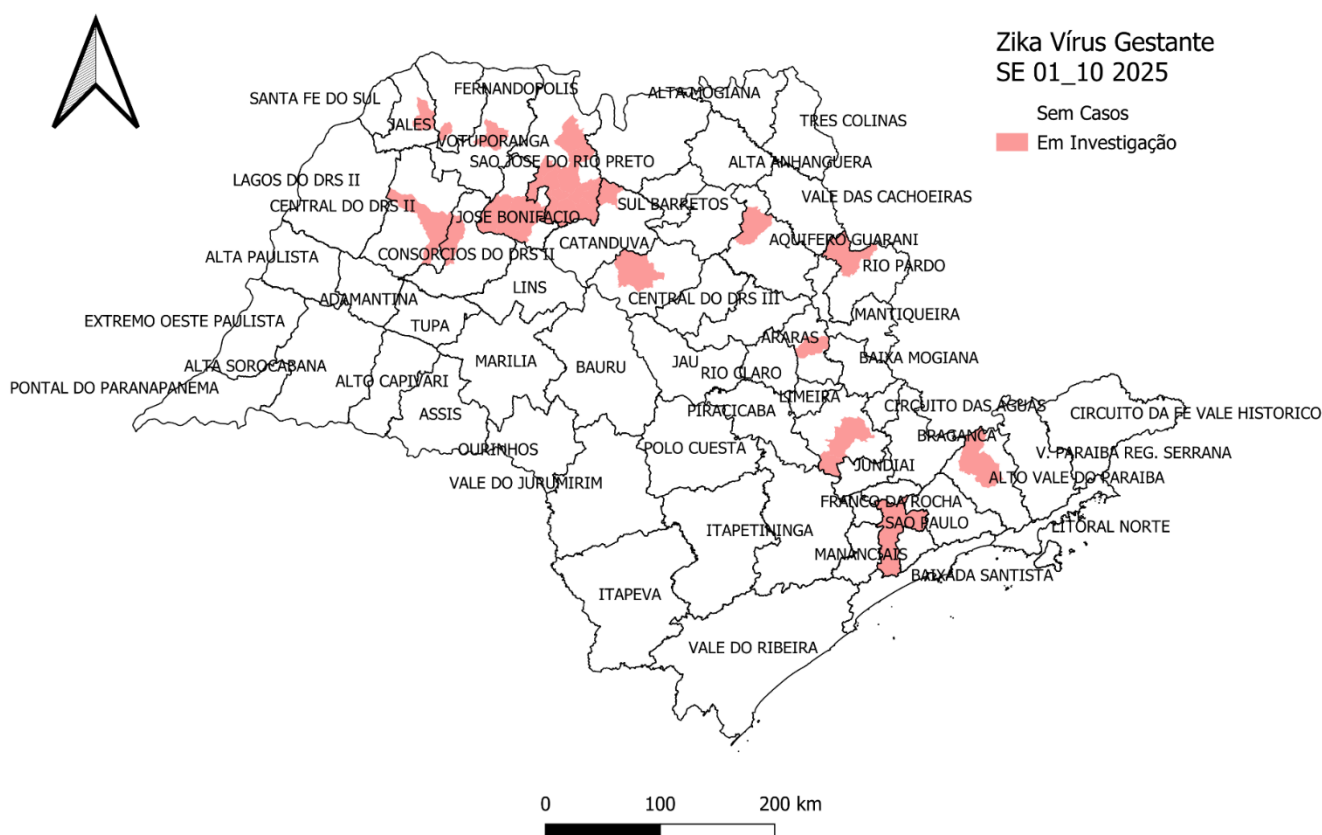 Zika Vírus Gestante
SE 01_10 2025
Sem Casos
Em Investigação
FERNANDOPOLIS
SANTA FE DO SUL
ALTA MOGIANA
JALES
TRES COLINAS
VOTUPORANGA
SAO JOSE DO RIO PRETO
ALTA ANHANGUERA
LAGOS DO DRS II
VALE DAS CACHOEIRAS
CENTRAL DO DRS II
SUL BARRETOS
JOSE BONIFACIO
AQUIFERO GUARANI
CATANDUVA
ALTA PAULISTA
CONSORCIOS DO DRS II
RIO PARDO
LINS
ADAMANTINA
CENTRAL DO DRS III
EXTREMO OESTE PAULISTA
TUPA
MANTIQUEIRA
ARARAS
MARILIA
BAURU
JAU
BAIXA MOGIANA
ALTA SOROCABANA
RIO CLARO
PONTAL DO PARANAPANEMA
ALTO CAPIVARI
LIMEIRA
CIRCUITO DAS AGUAS
ASSIS
PIRACICABA
CIRCUITO DA FE VALE HISTORICO
BRAGANCA
OURINHOS
POLO CUESTA
V. PARAIBA REG. SERRANA
JUNDIAI
VALE DO JURUMIRIM
ALTO VALE DO PARAIBA
FRANCO DA ROCHA
ITAPETININGA
SAO PAULO
LITORAL NORTE
MANANCIAIS
BAIXADA SANTISTA
ITAPEVA
VALE DO RIBEIRA
0 100 200 km